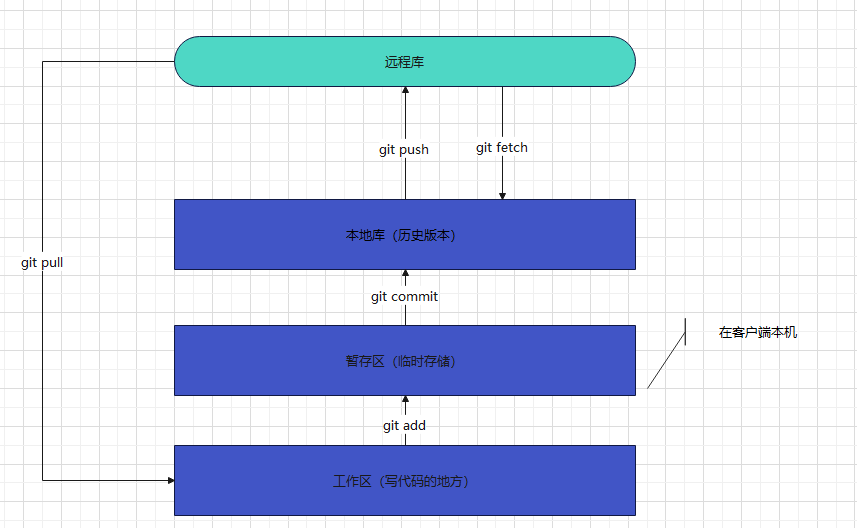 远程库
git push
git fetch
本地库（历史版本）
git pull
git commit
在客户端本机
暂存区（临时存储）
git add
工作区（写代码的地方）